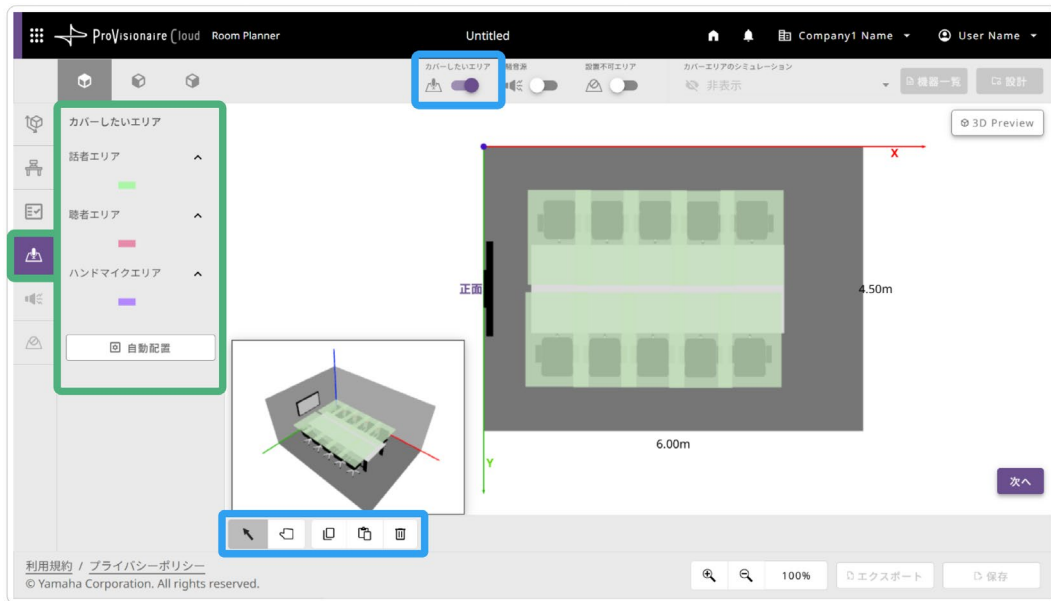 ProVisionaire Cloud Room Planner
Untitled
Company1 Name
User Name
カバーしたいエリア
騒音源
設置不可エリア
カバーエリアのシミュレーション
非表示
機器一覧
設計
カバーしたいエリア
話者エリア
聴者エリア
ハンドマイクエリア
自動配置
3D Preview
X
正面
4.50m
6.00m
Y
次へ
利用規約 / プライバシーポリシー
© Yamaha Corporation. All rights reserved.
100%
エクスポート
保存